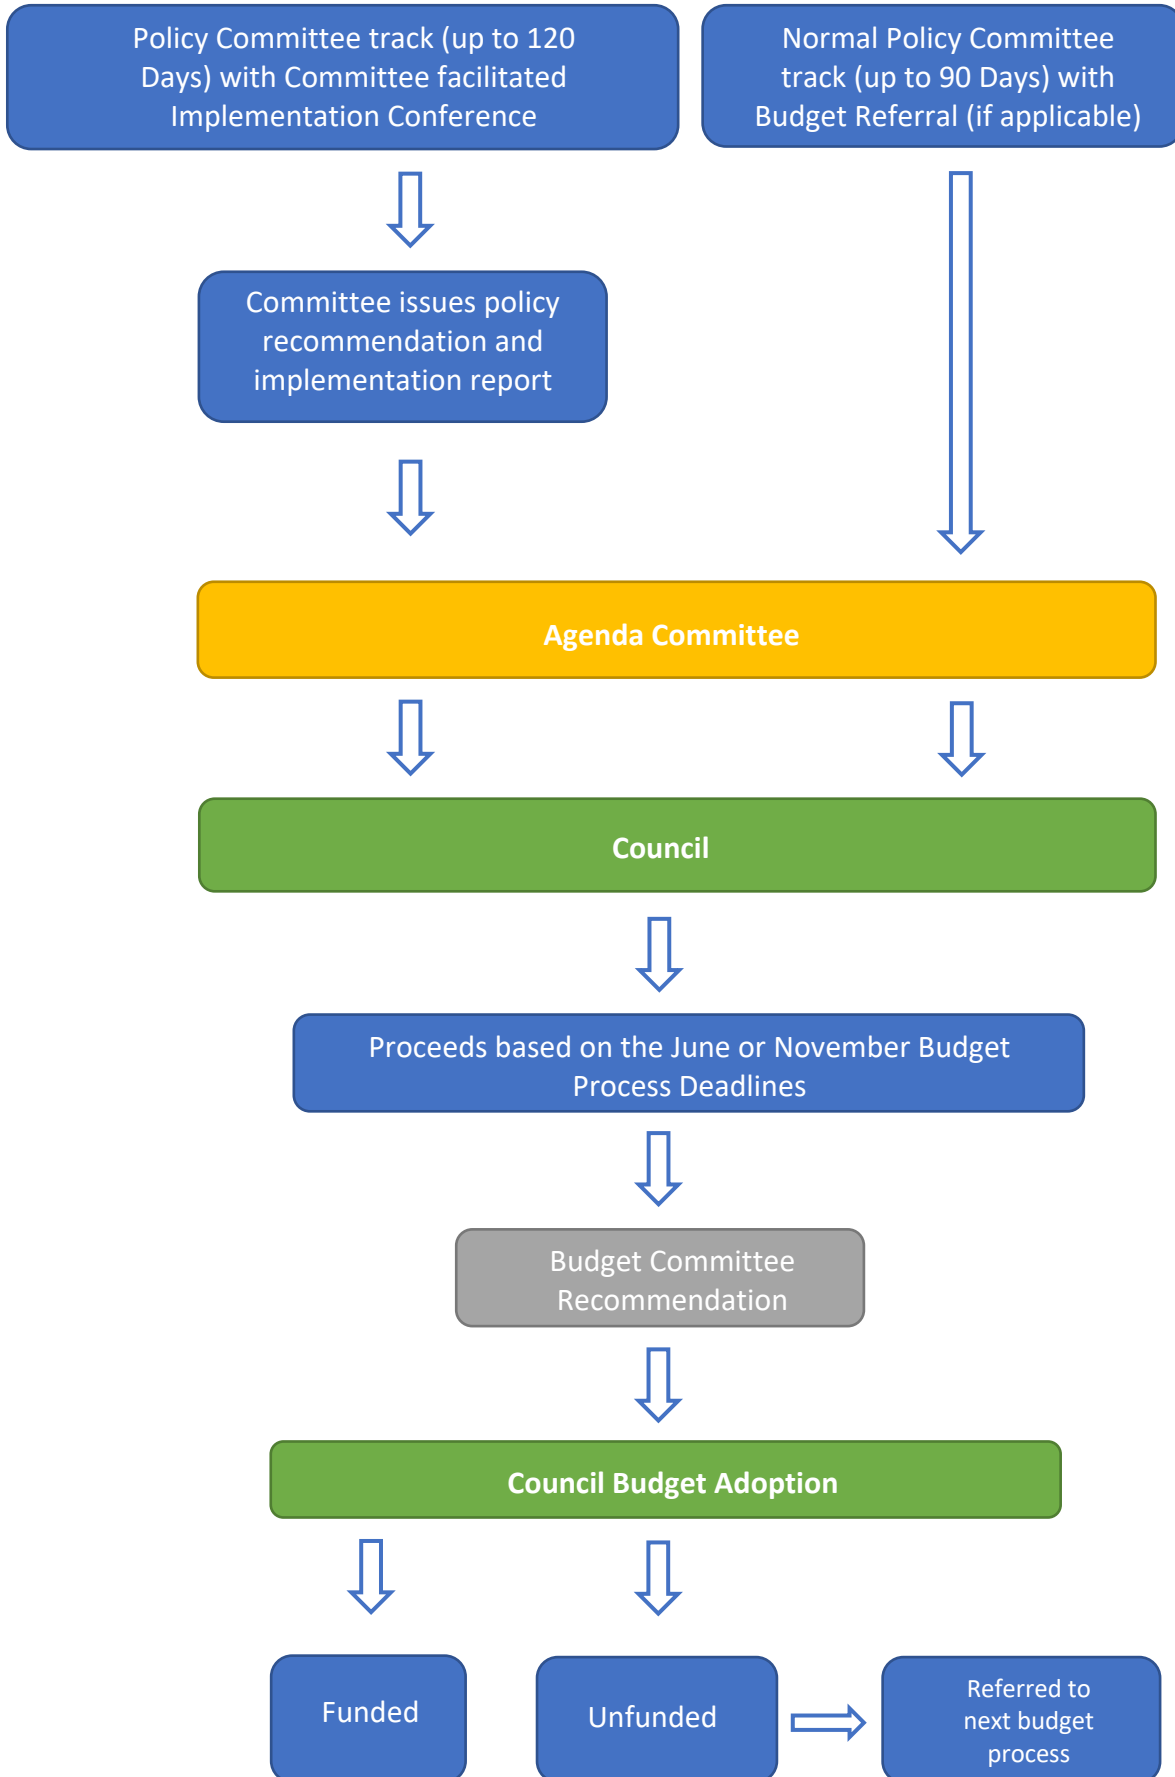 Policy Committee track (up to 120
Days) with Committee facilitated
Implementation Conference
Normal Policy Committee
track (up to 90 Days) with
Budget Referral (if applicable)
Committee issues policy
recommendation and
implementation report
Agenda Committee
Council
Proceeds based on the June or November Budget
Process Deadlines
Budget Committee
Recommendation
Council Budget Adoption
Funded
Unfunded
Referred to
next budget
process